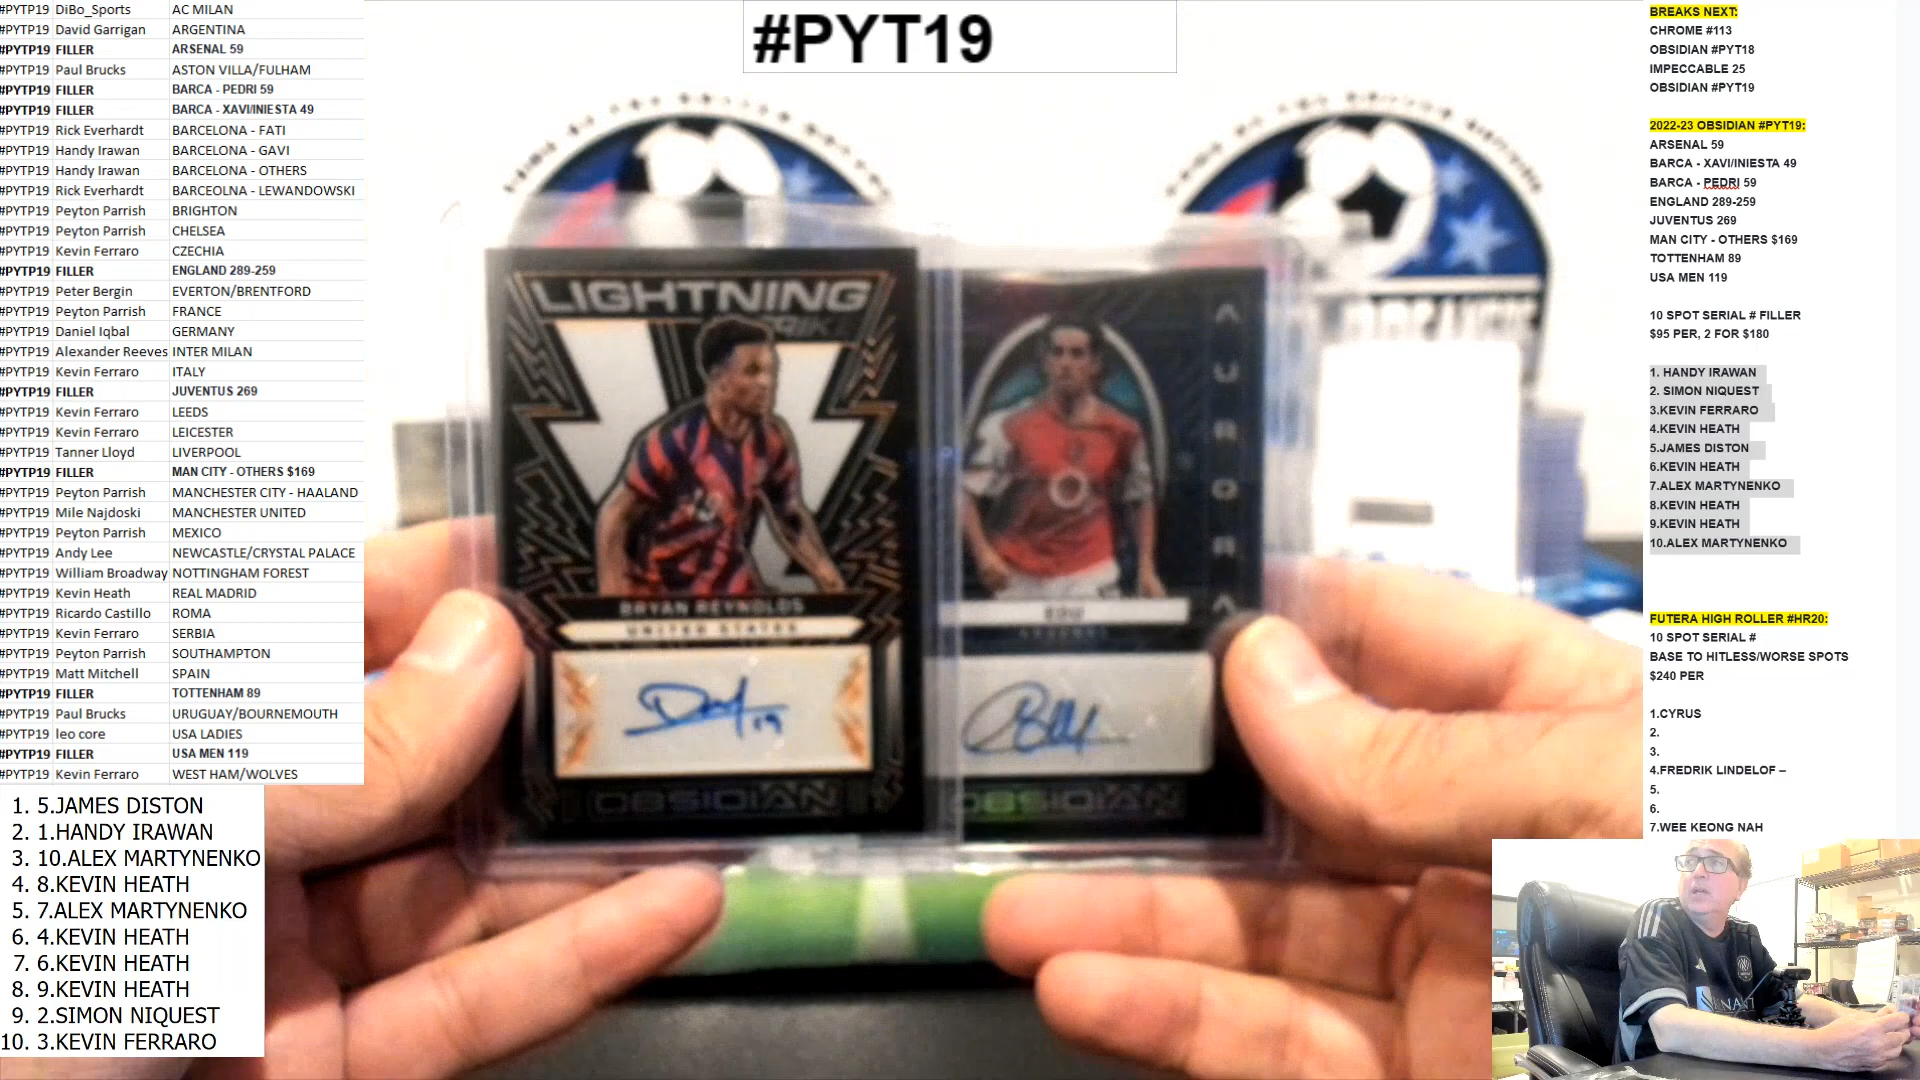 #PYT19
#PYTP19 DiBo_Sports AC MILAN
#PYTP19 David Garrigan ARGENTINA
#PYTP19 FILLER ARSENAL 59
#PYTP19 Paul Brucks ASTON VILLA/FULHAM
#PYTP19 FILLER BARCA - PEDRI 59
#PYTP19 FILLER BARCA - XAVI/INIESTA 49
#PYTP19 Rick Everhardt BARCELONA - FATI
#PYTP19 Handy Irawan BARCELONA - GAVI
#PYTP19 Handy Irawan BARCELONA - OTHERS
#PYTP19 Rick Everhardt BARCEOLNA - LEWANDOWSKI
#PYTP19 Peyton Parrish BRIGHTON
#PYTP19 Peyton Parrish CHELSEA
#PYTP19 Kevin Ferraro CZECHIA
#PYTP19 FILLER ENGLAND 289-259
#PYTP19 Peter Bergin EVERTON/BRENTFORD
#PYTP19 Peyton Parrish FRANCE
#PYTP19 Daniel Iqbal GERMANY
#PYTP19 Alexander Reeves INTER MILAN
#PYTP19 Kevin Ferraro ITALY
#PYTP19 FILLER JUVENTUS 269
#PYTP19 Kevin Ferraro LEEDS
#PYTP19 Kevin Ferraro LEICESTER
#PYTP19 Tanner Lloyd LIVERPOOL
#PYTP19 FILLER MAN CITY - OTHERS $169
#PYTP19 Peyton Parrish MANCHESTER CITY - HAALAND
#PYTP19 Mile Najdoski MANCHESTER UNITED
#PYTP19 Peyton Parrish MEXICO
#PYTP19 Andy Lee NEWCASTLE/CRYSTAL PALACE
#PYTP19 William Broadway NOTTINGHAM FOREST
#PYTP19 Kevin Heath REAL MADRID
#PYTP19 Ricardo Castillo ROMA
#PYTP19 Kevin Ferraro SERBIA
#PYTP19 Peyton Parrish SOUTHAMPTON
#PYTP19 Matt Mitchell SPAIN
#PYTP19 FILLER TOTTENHAM 89
#PYTP19 Paul Brucks URUGUAY/BOURNEMOUTH
#PYTP19 leo core USA LADIES
#PYTP19 FILLER USA MEN 119
#PYTP19 Kevin Ferraro WEST HAM/WOLVES
1. 5.JAMES DISTON
2. 1.HANDY IRAWAN
3. 10.ALEX MARTYNENKO
4. 8.KEVIN HEATH
5. 7.ALEX MARTYNENKO
6. 4.KEVIN HEATH
7. 6.KEVIN HEATH
8. 9.KEVIN HEATH
9. 2.SIMON NIQUEST
10. 3.KEVIN FERRARO
LIGHTNING
BRYAN REYNOLDS
UNITED STATES
OBSIDIAN
AURORA
EDU
ARSENAL
OBSIDIAN
BREAKS NEXT:
CHROME #113
OBSIDIAN #PYT18
IMPECCABLE 25
OBSIDIAN #PYT19
2022-23 OBSIDIAN #PYT19:
ARSENAL 59
BARCA - XAVI/INIESTA 49
BARCA - PEDRI 59
ENGLAND 289-259
JUVENTUS 269
MAN CITY - OTHERS $169
TOTTENHAM 89
USA MEN 119
10 SPOT SERIAL # FILLER
$95 PER, 2 FOR $180
1. HANDY IRAWAN
2. SIMON NIQUEST
3.KEVIN FERRARO
4.KEVIN HEATH
5.JAMES DISTON
6.KEVIN HEATH
7.ALEX MARTYNENKO
8.KEVIN HEATH
9.KEVIN HEATH
10.ALEX MARTYNENKO
FUTERA HIGH ROLLER #HR20:
10 SPOT SERIAL #
BASE TO HITLESS/WORSE SPOTS
$240 PER
1.CYRUS
2.
3.
4.FREDRIK LINDELOF –
5.
6.
7.WEE KEONG NAH